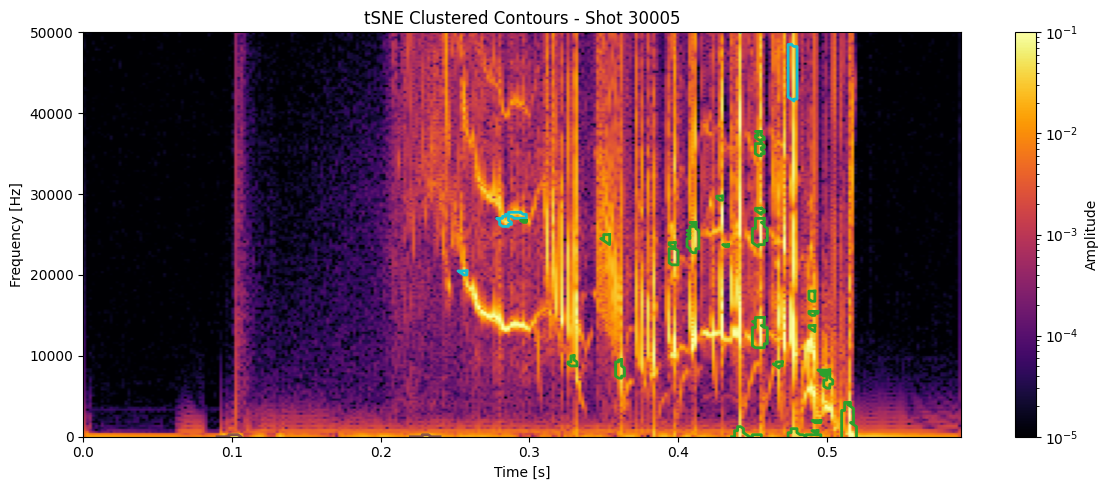 tSNE Clustered Contours - Shot 30005
50000
40000
30000
20000
10000
0
Frequency [Hz]
0.0 0.1 0.2 0.3 0.4 0.5
Time [s]
10⁻¹
10⁻²
10⁻³
10⁻⁴
10⁻⁵
Amplitude